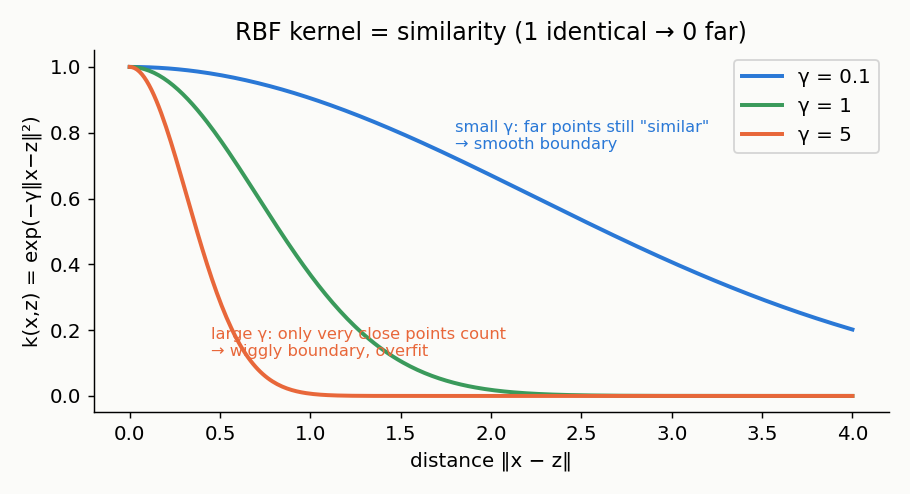 RBF kernel = similarity (1 identical → 0 far)
k(x,z) = exp(−γ‖x−z‖²)
1.0
0.8
0.6
0.4
0.2
0.0
γ = 0.1
γ = 1
γ = 5
small γ: far points still "similar"
→ smooth boundary
large γ: only very close points count
→ wiggly boundary, overfit
0.0 0.5 1.0 1.5 2.0 2.5 3.0 3.5 4.0
distance ‖x − z‖